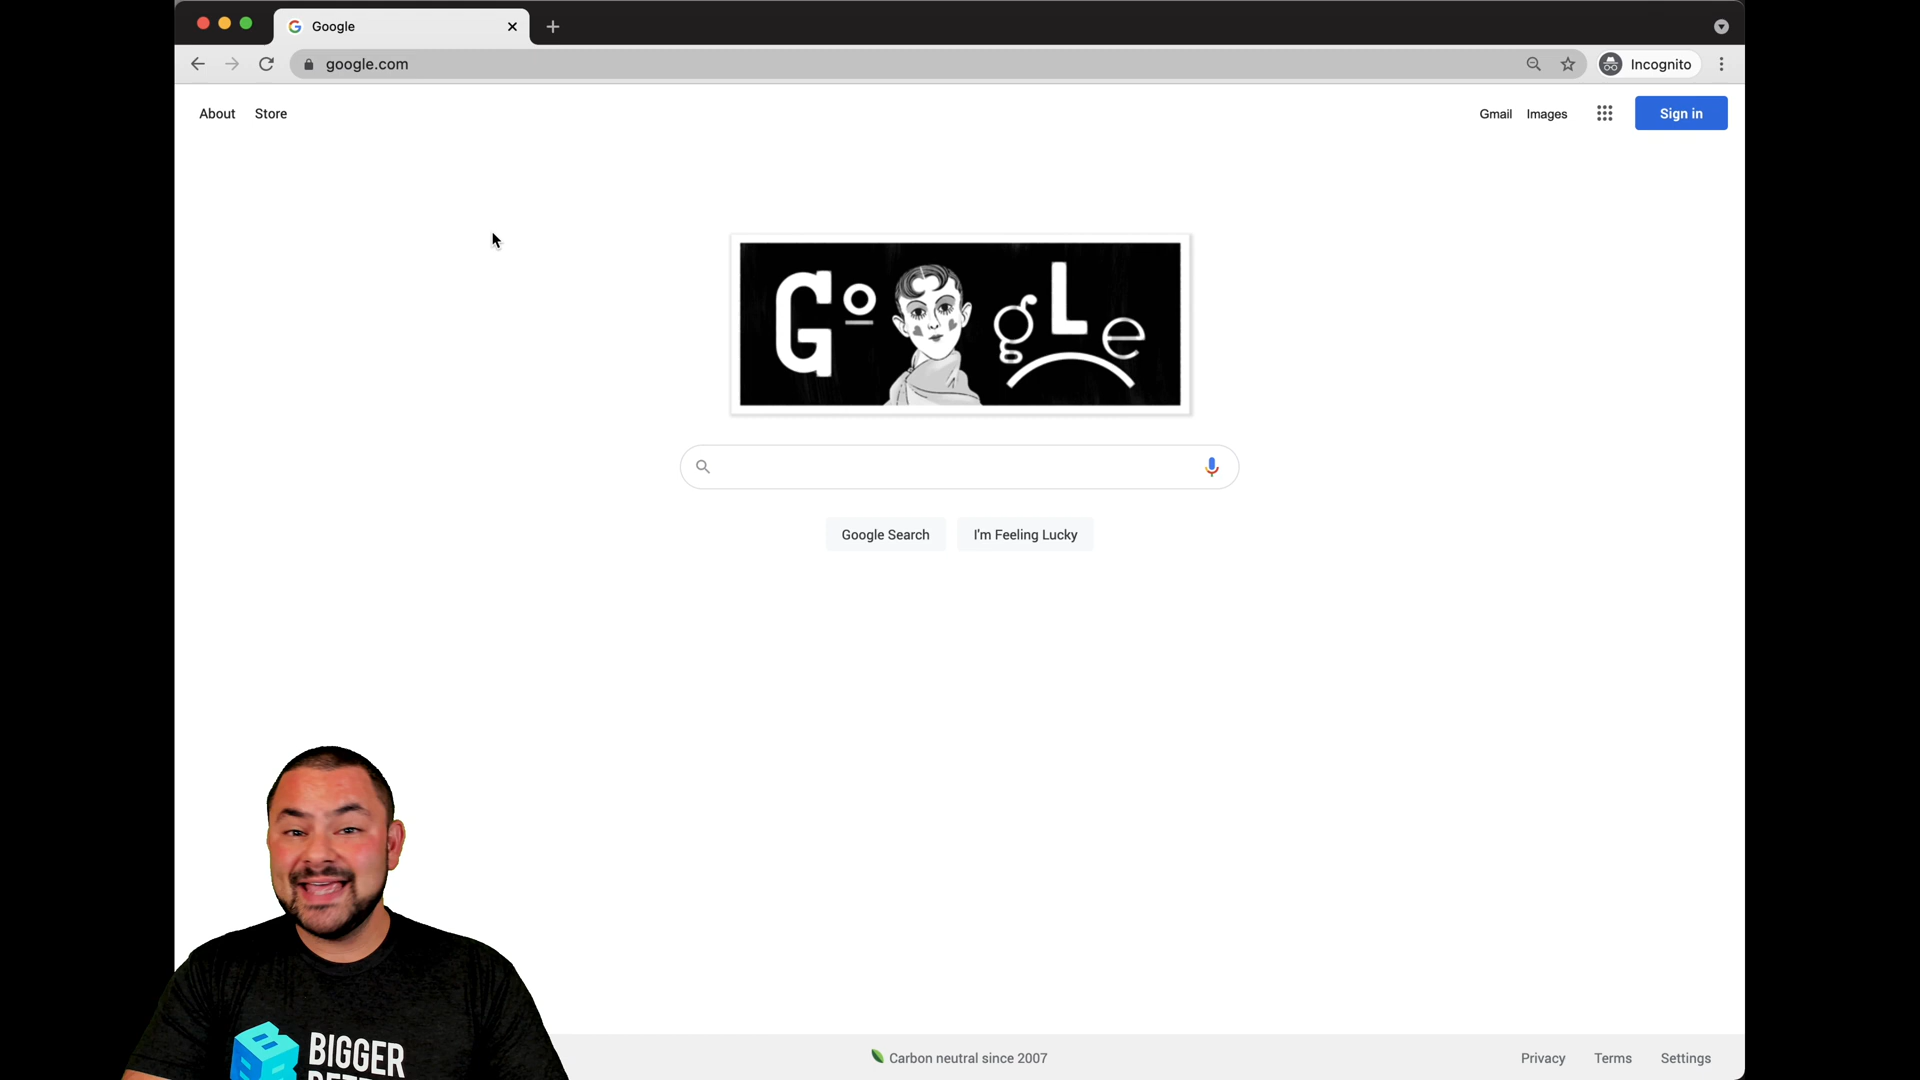 Google
google.com
Incognito
About Store
Gmail Images
Sign in
GogLe
Google Search I'm Feeling Lucky
BIGGER
Carbon neutral since 2007
Privacy Terms Settings